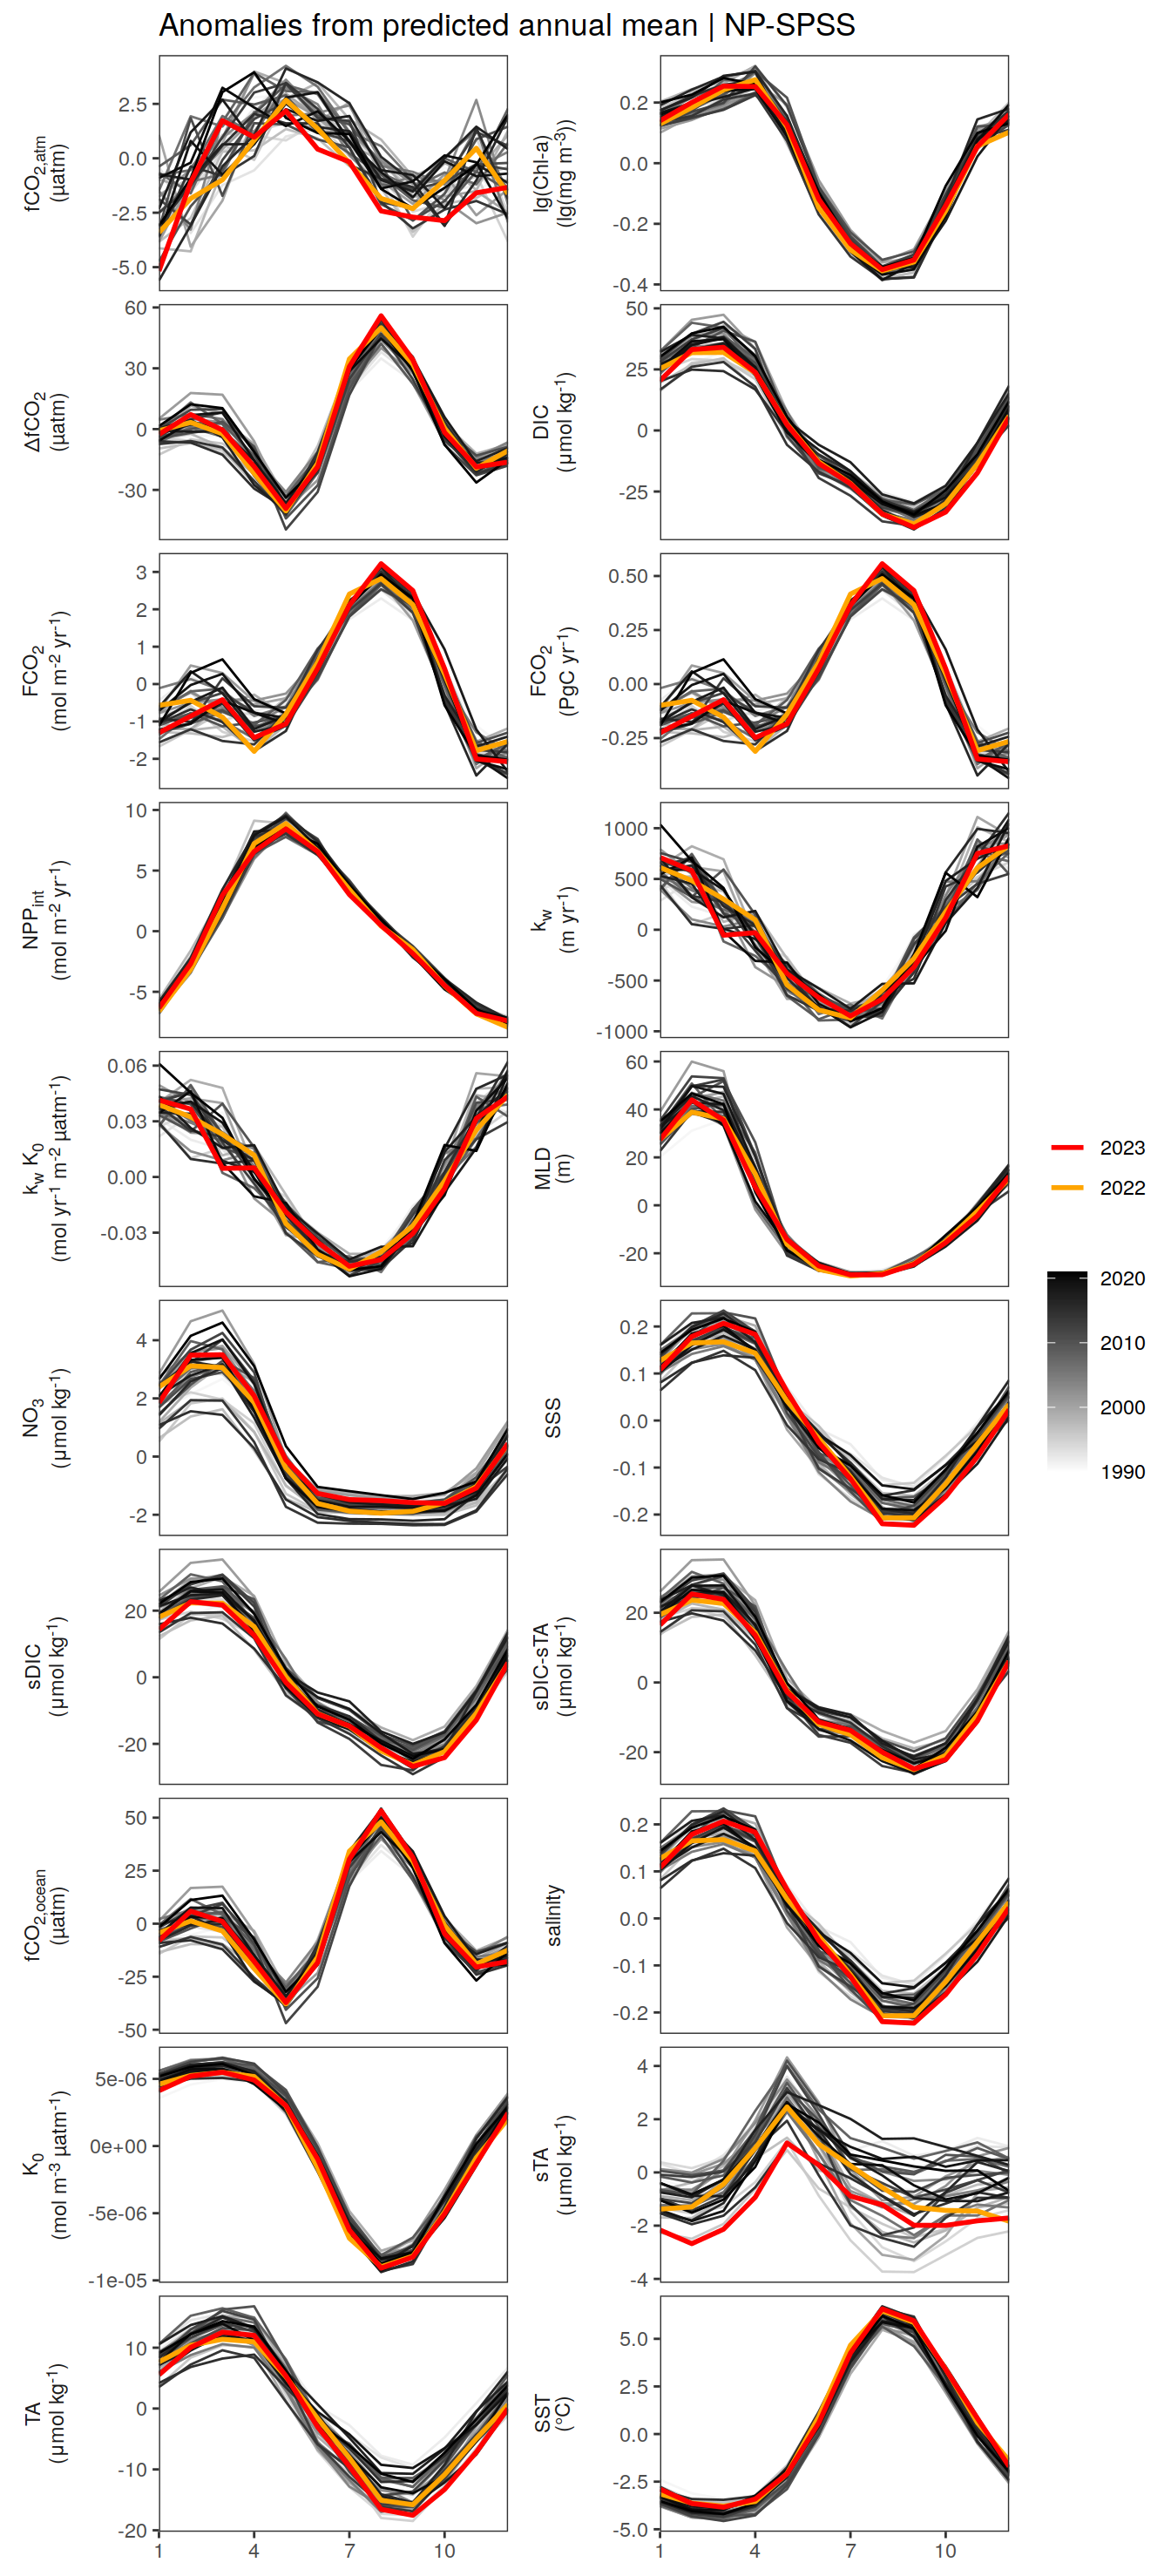 Anomalies from predicted annual mean | NP-SPSS
fCO2,atm
(µatm)
2.5
0.0
-2.5
-5.0
lg(Chl-a)
(lg(mg m-3))
0.2
0.0
-0.2
-0.4
ΔfCO2
(µatm)
60
30
0
-30
DIC
(µmol kg-1)
50
25
0
-25
FCO2
(mol m-2 yr-1)
3
2
1
0
-1
-2
FCO2
(PgC yr-1)
0.50
0.25
0.00
-0.25
NPPint
(mol m-2 yr-1)
10
5
0
-5
kw
(m yr-1)
1000
500
0
-500
-1000
kw K0
(mol yr-1 m-2 µatm-1)
0.06
0.03
0.00
-0.03
MLD
(m)
60
40
20
0
-20
2023
2022
2020
2010
2000
1990
NO3
(µmol kg-1)
4
2
0
-2
SSS
0.2
0.1
0.0
-0.1
-0.2
sDIC
(µmol kg-1)
20
0
-20
sDIC-sTA
(µmol kg-1)
20
0
-20
fCO2,ocean
(µatm)
50
25
0
-25
-50
salinity
0.2
0.1
0.0
-0.1
-0.2
K0
(mol m-3 µatm-1)
5e-06
0e+00
-5e-06
-1e-05
sTA
(µmol kg-1)
4
2
0
-2
-4
TA
(µmol kg-1)
10
0
-10
-20
SST
(°C)
5.0
2.5
0.0
-2.5
-5.0
1 4 7 10
1 4 7 10